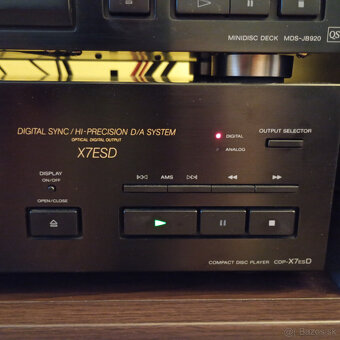 MINIDISC DECK MDS-JB920
QS
DIGITAL SYNC/HI-PRECISION D/A SYSTEM
OPTICAL DIGITAL OUTPUT
X7ESD
DIGITAL
ANALOG
OUTPUT SELECTOR
DISPLAY
ON/OFF
AMS
OPEN/CLOSE
COMPACT DISC PLAYER CDP-X7ESD
© Bazos.sk